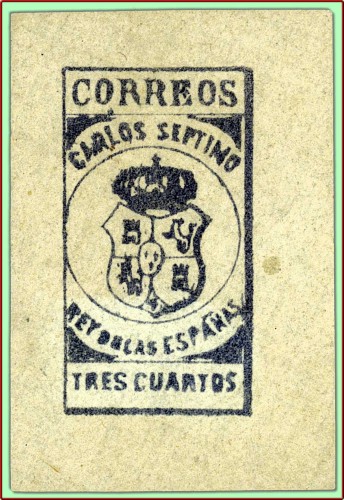 CORREOS
CARLOS SEPTIMO
REY DE LAS ESPAÑAS
TRES CUARTOS